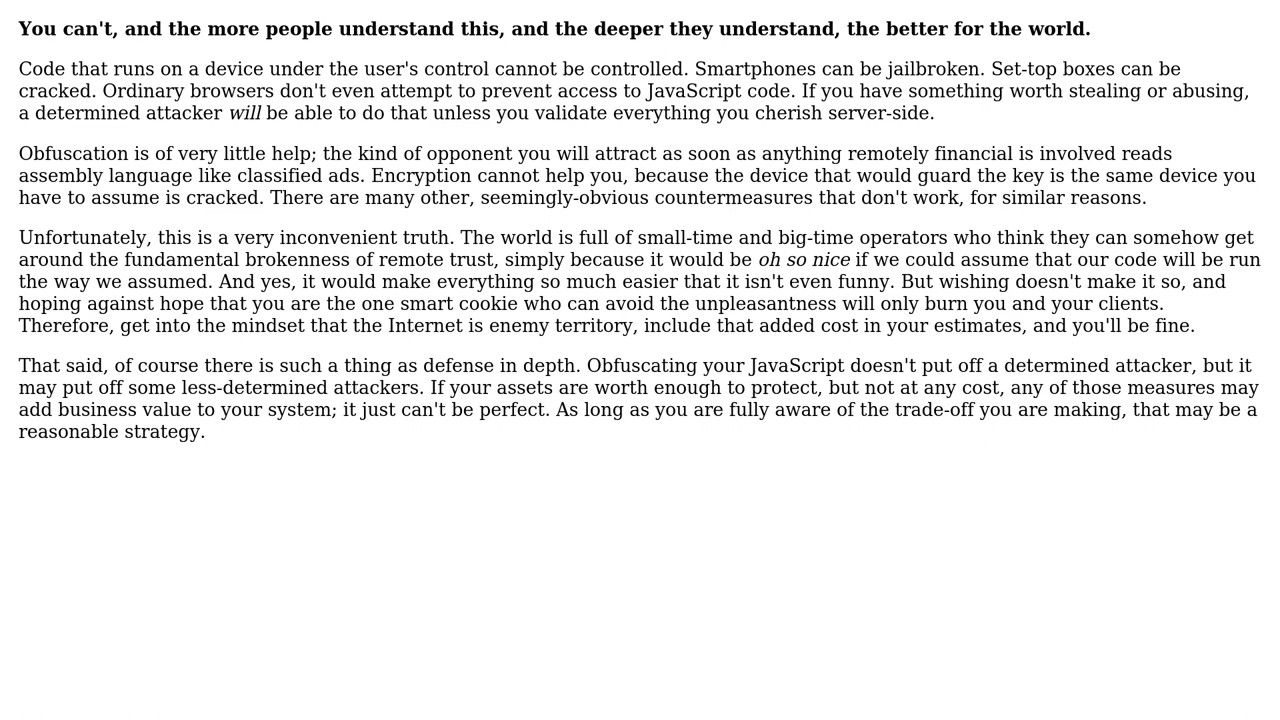 You can't, and the more people understand this, and the deeper they understand, the better for the world.
Code that runs on a device under the user's control cannot be controlled. Smartphones can be jailbroken. Set-top boxes can be
cracked. Ordinary browsers don't even attempt to prevent access to JavaScript code. If you have something worth stealing or abusing,
a determined attacker will be able to do that unless you validate everything you cherish server-side.
Obfuscation is of very little help; the kind of opponent you will attract as soon as anything remotely financial is involved reads
assembly language like classified ads. Encryption cannot help you, because the device that would guard the key is the same device you
have to assume is cracked. There are many other, seemingly-obvious countermeasures that don't work, for similar reasons.
Unfortunately, this is a very inconvenient truth. The world is full of small-time and big-time operators who think they can somehow get
around the fundamental brokenness of remote trust, simply because it would be oh so nice if we could assume that our code will be run
the way we assumed. And yes, it would make everything so much easier that it isn't even funny. But wishing doesn't make it so, and
hoping against hope that you are the one smart cookie who can avoid the unpleasantness will only burn you and your clients.
Therefore, get into the mindset that the Internet is enemy territory, include that added cost in your estimates, and you'll be fine.
That said, of course there is such a thing as defense in depth. Obfuscating your JavaScript doesn't put off a determined attacker, but it
may put off some less-determined attackers. If your assets are worth enough to protect, but not at any cost, any of those measures may
add business value to your system; it just can't be perfect. As long as you are fully aware of the trade-off you are making, that may be a
reasonable strategy.